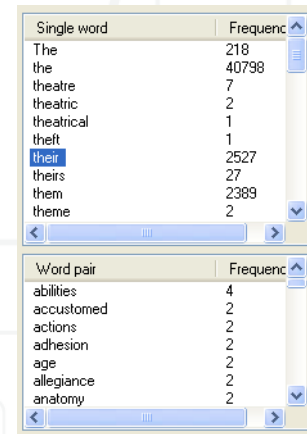 Single word Frequenc
The 218
the 40798
theatre 7
theatric 2
theatrical 1
theft 1
their 2527
theirs 27
them 2389
theme 2
Word pair Frequenc
abilities 4
accustomed 2
actions 2
adhesion 2
age 2
allegiance 2
anatomy 2